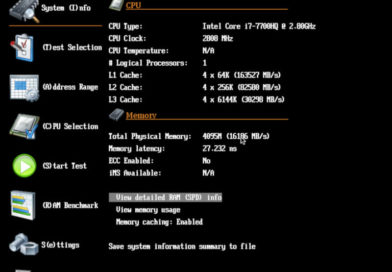 System (I)nfo
CPU
CPU Type: Intel Core i7-7700HQ @ 2.80GHz
CPU Clock: 2808 MHz
CPU Temperature: N/A
# Logical Processors: 1
L1 Cache: 4 x 64K (163527 MB/s)
L2 Cache: 4 x 256K (82580 MB/s)
L3 Cache: 4 x 6144K (30298 MB/s)
(T)est Selection
(A)ddress Range
(C)PU Selection
(S)tart Test
(R)AM Benchmark
S(e)ttings
Memory
Total Physical Memory: 4095M (16186 MB/s)
Memory latency: 27.232 ns
ECC Enabled: No
iMS Available: N/A
View detailed RAM (SPD) info
View memory usage
Memory caching: Enabled
Save system information summary to file